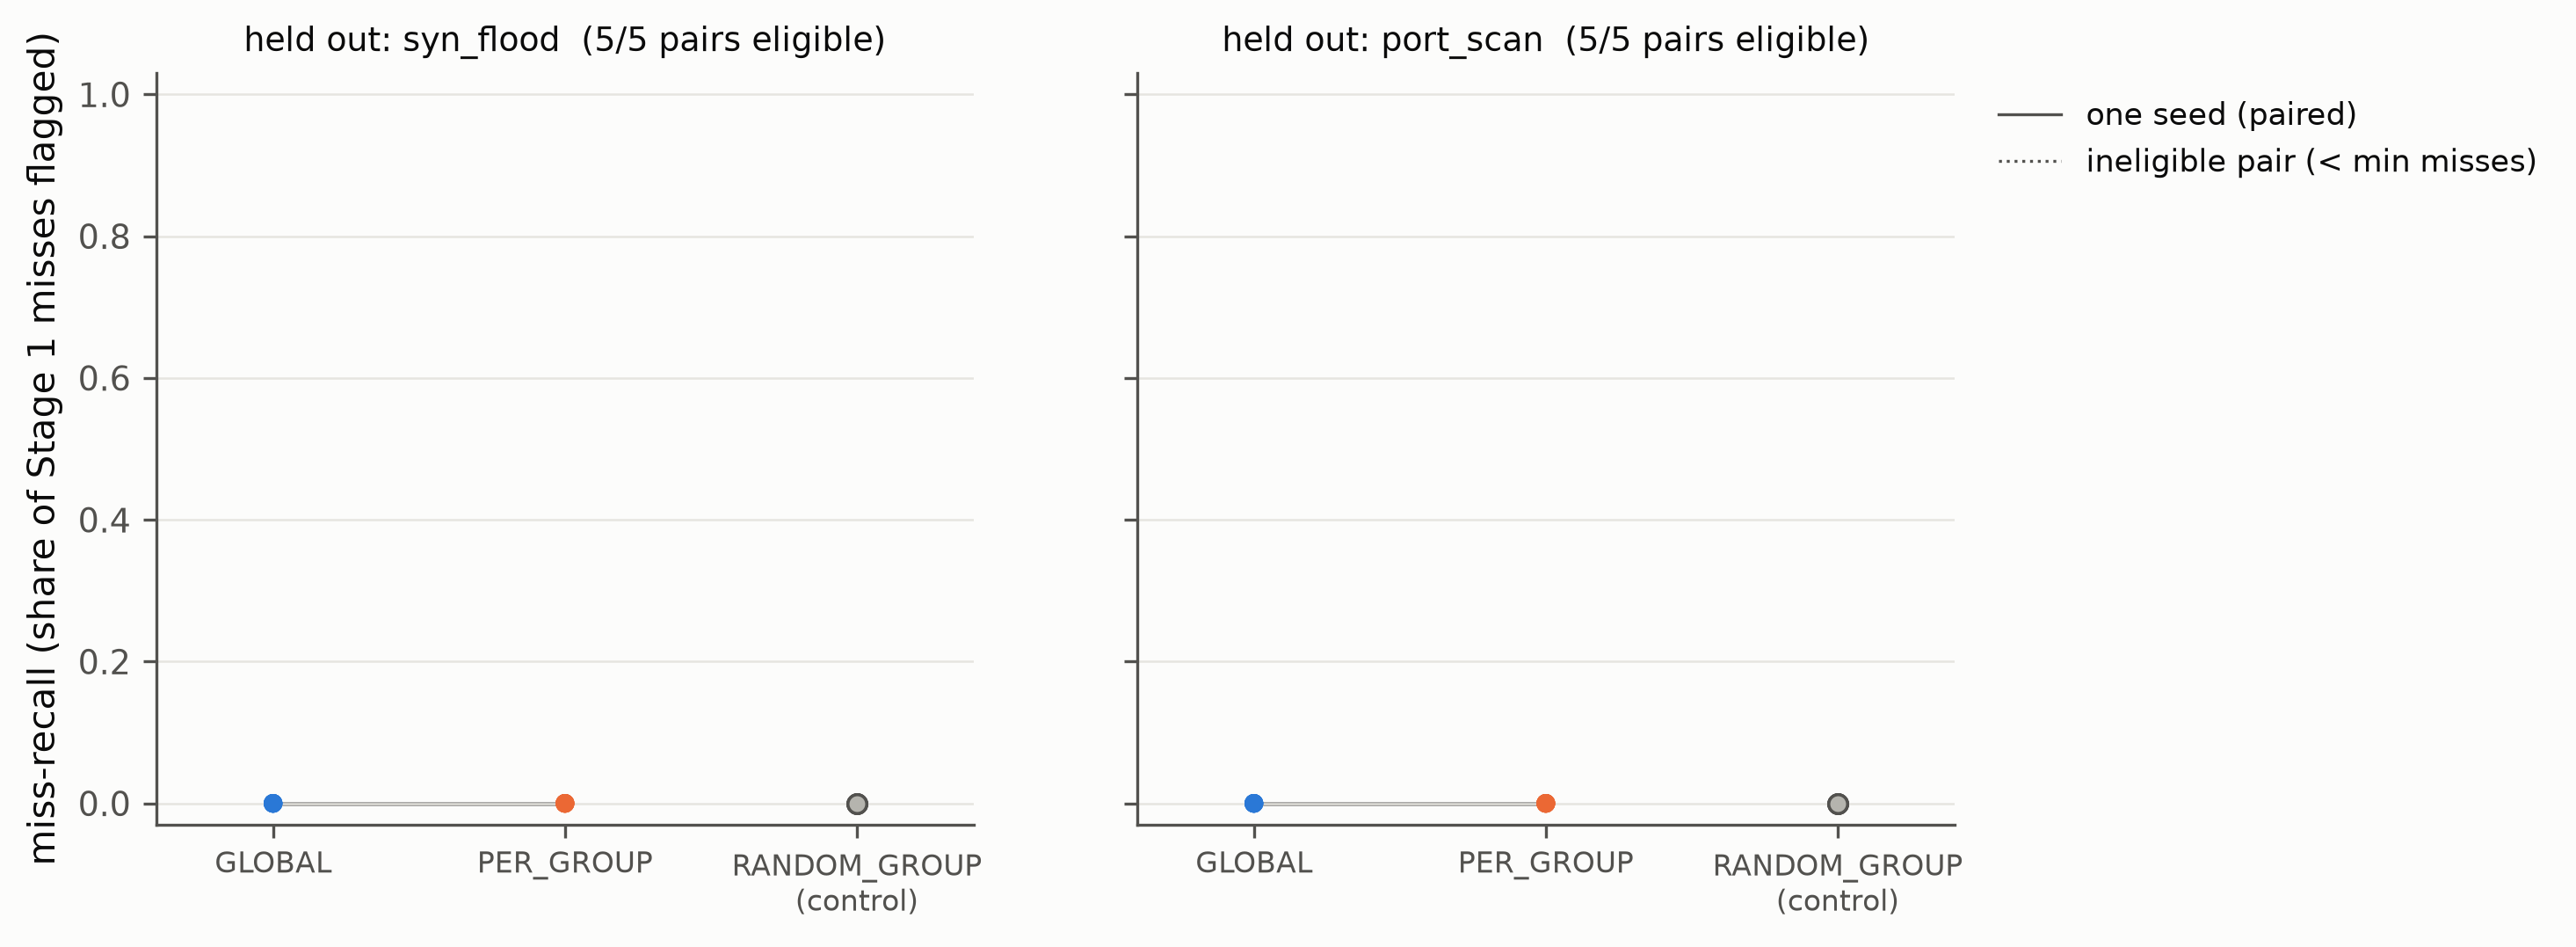 held out: syn_flood  (5/5 pairs eligible)
miss-recall (share of Stage 1 misses flagged)
1.0
0.8
0.6
0.4
0.2
0.0
GLOBAL
PER_GROUP
RANDOM_GROUP
(control)
held out: port_scan  (5/5 pairs eligible)
GLOBAL
PER_GROUP
RANDOM_GROUP
(control)
one seed (paired)
ineligible pair (< min misses)